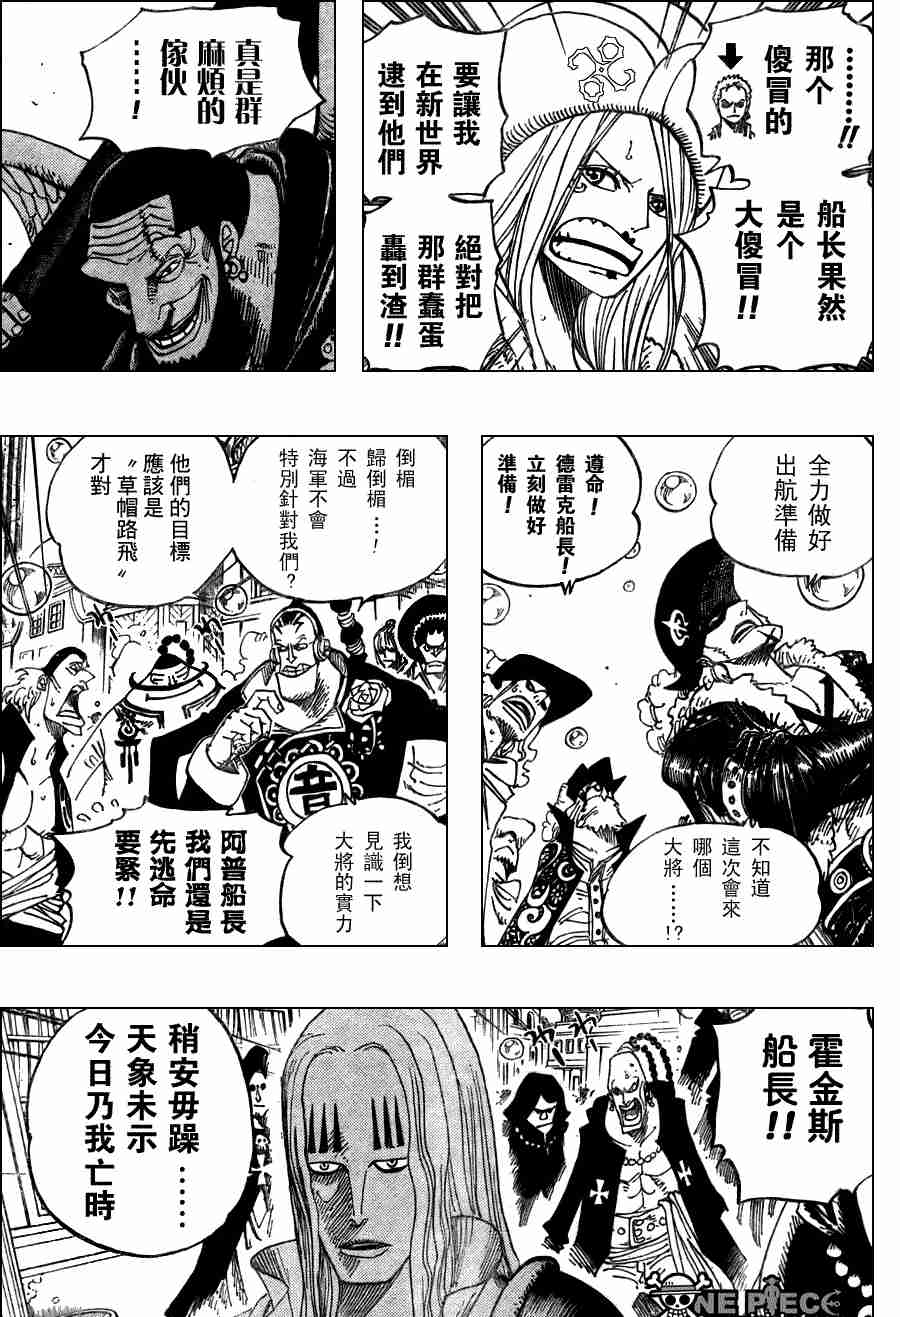 ………!!
那个
傻冒的
船长果然
是个
大傻冒!!
要讓我
在新世界
逮到他們
絕對把
那群蠢蛋
轟到渣!!
真是群
麻煩的
傢伙
……!
全力做好
出航準備
遵命!
德雷克船長!
立刻做好
準備!
不知道
這次會來
哪個
大將……!?
倒楣
歸倒楣…!
不過
海軍不會
特別針對我們?
他們的目標
應該是
〝草帽路飛〞
才對
音
我倒想
見識一下
大將的實力
阿普船長
我們還是
先逃命
要緊!!
霍金斯
船長!!
稍安毋躁……
天象未示
今日乃我亡時
ONE PIECE